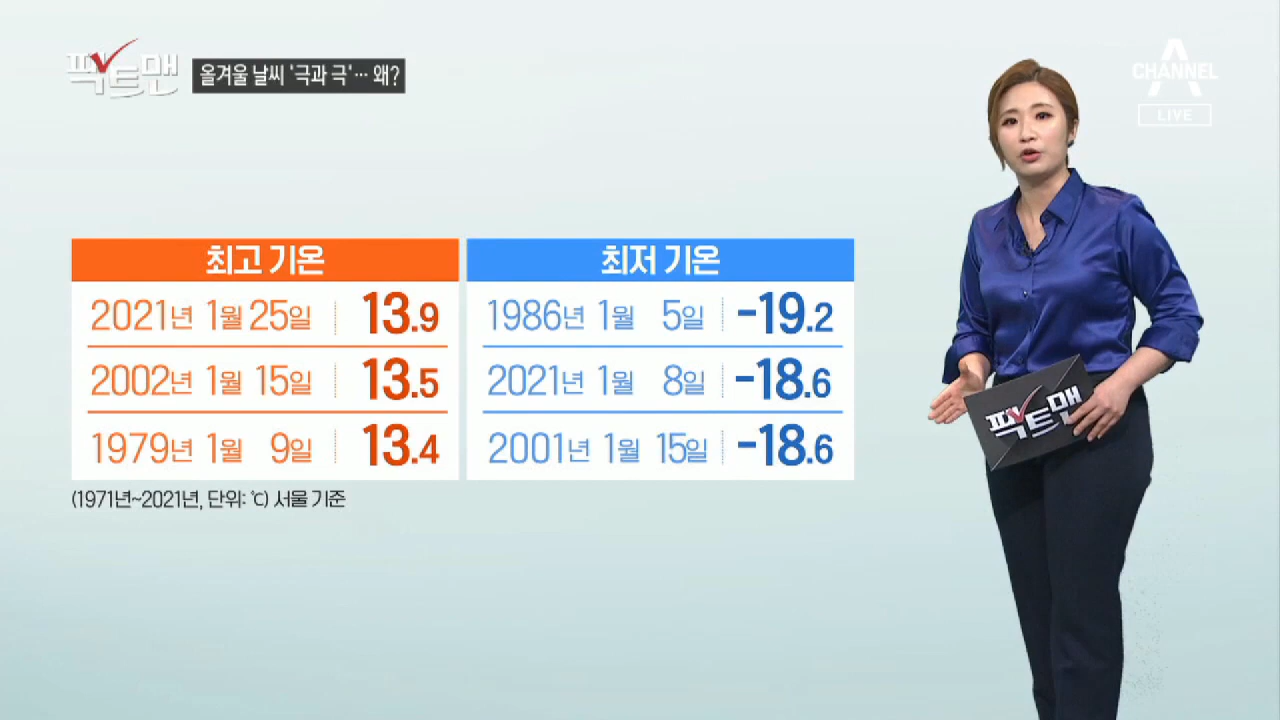 팩트맨
올겨울 날씨 '극과 극'… 왜?
CHANNEL A
LIVE
최고 기온
2021년 1월 25일 13.9
2002년 1월 15일 13.5
1979년 1월 9일 13.4
최저 기온
1986년 1월 5일 -19.2
2021년 1월 8일 -18.6
2001년 1월 15일 -18.6
(1971년~2021년, 단위: ℃) 서울 기준
팩트맨